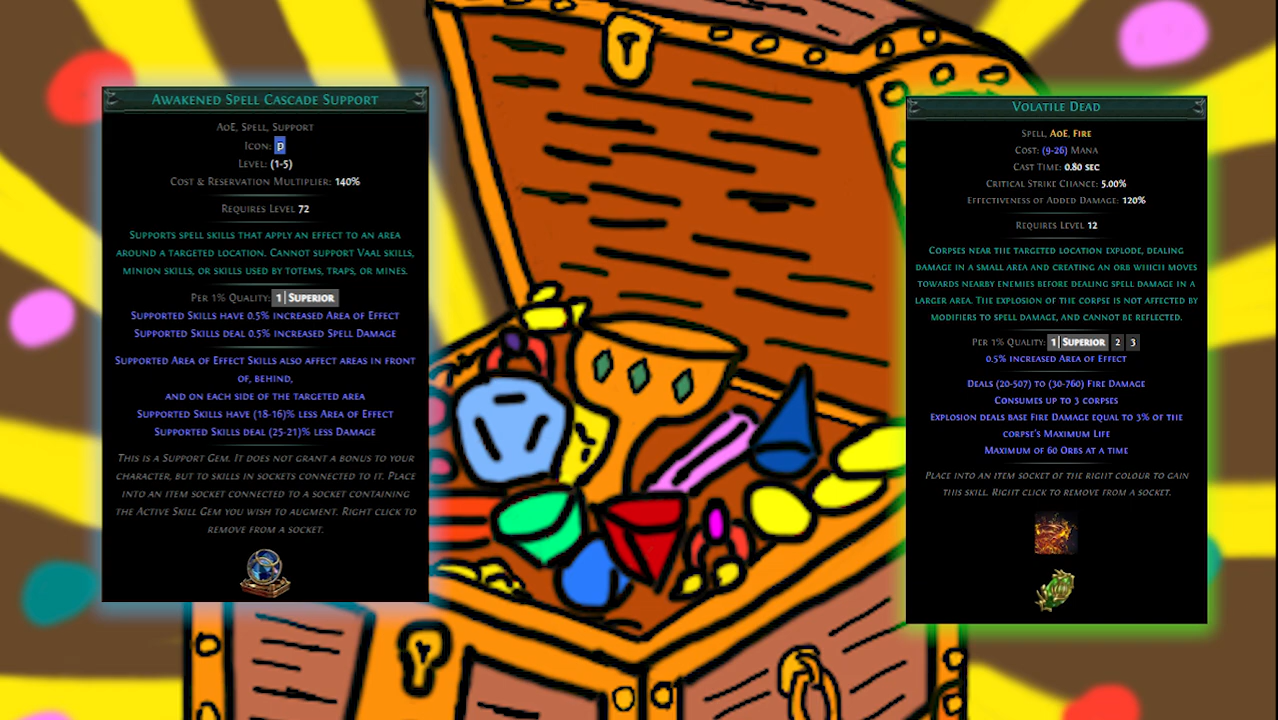 Awakened Spell Cascade Support
AoE, Spell, Support
Icon: p
Level: (1-5)
Cost & Reservation Multiplier: 140%
Requires Level 72
Supports spell skills that apply an effect to an area
around a targeted location. Cannot support Vaal skills,
minion skills, or skills used by totems, traps, or mines.
Per 1% Quality: 1|Superior
Supported Skills have 0.5% increased Area of Effect
Supported Skills deal 0.5% increased Spell Damage
Supported Area of Effect Skills also affect areas in front
of, behind,
and on each side of the targeted area
Supported Skills have (18-16)% less Area of Effect
Supported Skills deal (25-21)% less Damage
This is a Support Gem. It does not grant a bonus to your
character, but to skills in sockets connected to it. Place
into an item socket connected to a socket containing
the Active Skill Gem you wish to augment. Right click to
remove from a socket.
Volatile Dead
Spell, AoE, Fire
Cost: (9-26) Mana
Cast Time: 0.80 sec
Critical Strike Chance: 5.00%
Effectiveness of Added Damage: 120%
Requires Level 12
Corpses near the targeted location explode, dealing
damage in a small area and creating an orb which moves
towards nearby enemies before dealing spell damage in a
larger area. The explosion of the corpse is not affected by
modifiers to spell damage, and cannot be reflected.
Per 1% Quality: 1|Superior 2 3
0.5% increased Area of Effect
Deals (20-507) to (30-760) Fire Damage
Consumes up to 3 corpses
Explosion deals base Fire Damage equal to 3% of the
corpse's Maximum Life
Maximum of 60 Orbs at a time
Place into an item socket of the right colour to gain
this skill. Right click to remove from a socket.